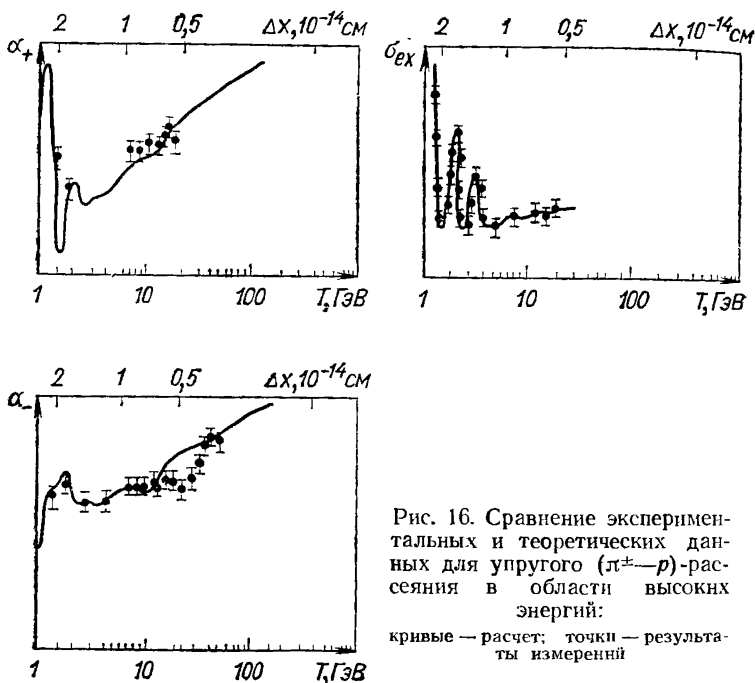 2 1 0,5 Δx,10⁻¹⁴см
α₊
1 10 100 T,ГэВ
2 1 0,5 Δx,10⁻¹⁴см
σex
1 10 100 T,ГэВ
2 1 0,5 Δx,10⁻¹⁴см
α₋
1 10 100 T,ГэВ
Рис. 16. Сравнение эксперимен-
тальных и теоретических дан-
ных для упругого (π±—p)-рас-
сеяния в области высоких
энергий:
кривые — расчет; точки — результа-
ты измерений